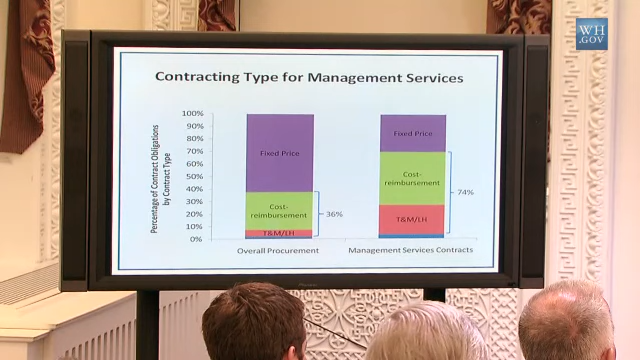 WH
.GOV
Contracting Type for Management Services
Percentage of Contract Obligations
by Contract Type
100%
90%
80%
70%
60%
50%
40%
30%
20%
10%
0%
Fixed Price
Cost-
reimbursement
T&M/LH
36%
Fixed Price
Cost-
reimbursement
T&M/LH
74%
Overall Procurement
Management Services Contracts